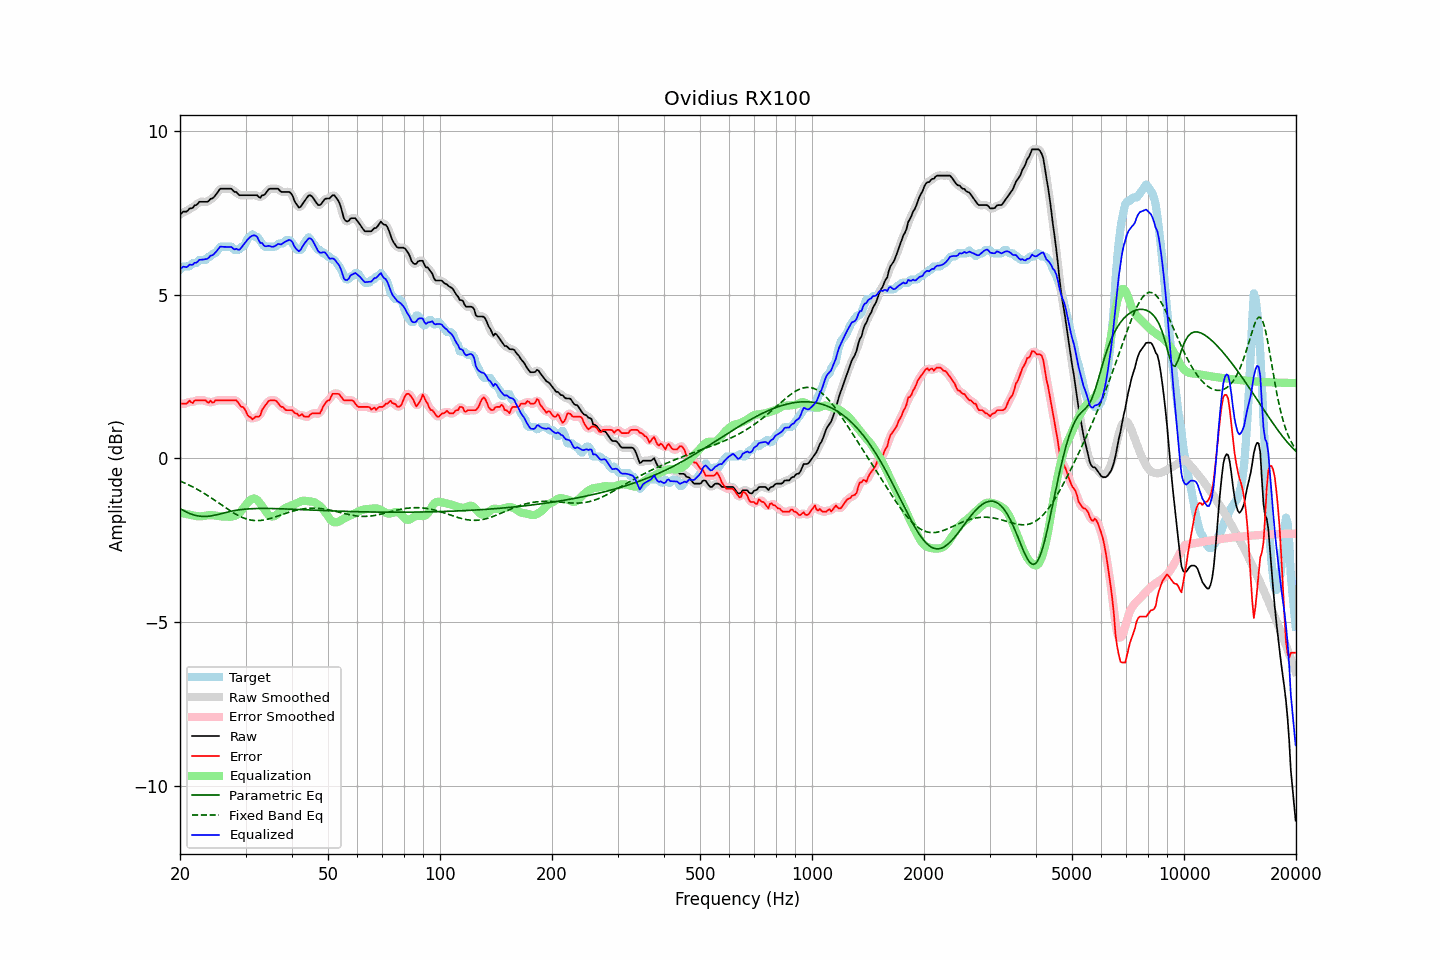 Ovidius RX100
Amplitude (dBr)
10
5
0
−5
−10
Target
Raw Smoothed
Error Smoothed
Raw
Error
Equalization
Parametric Eq
Fixed Band Eq
Equalized
20 50 100 200 500 1000 2000 5000 10000 20000
Frequency (Hz)